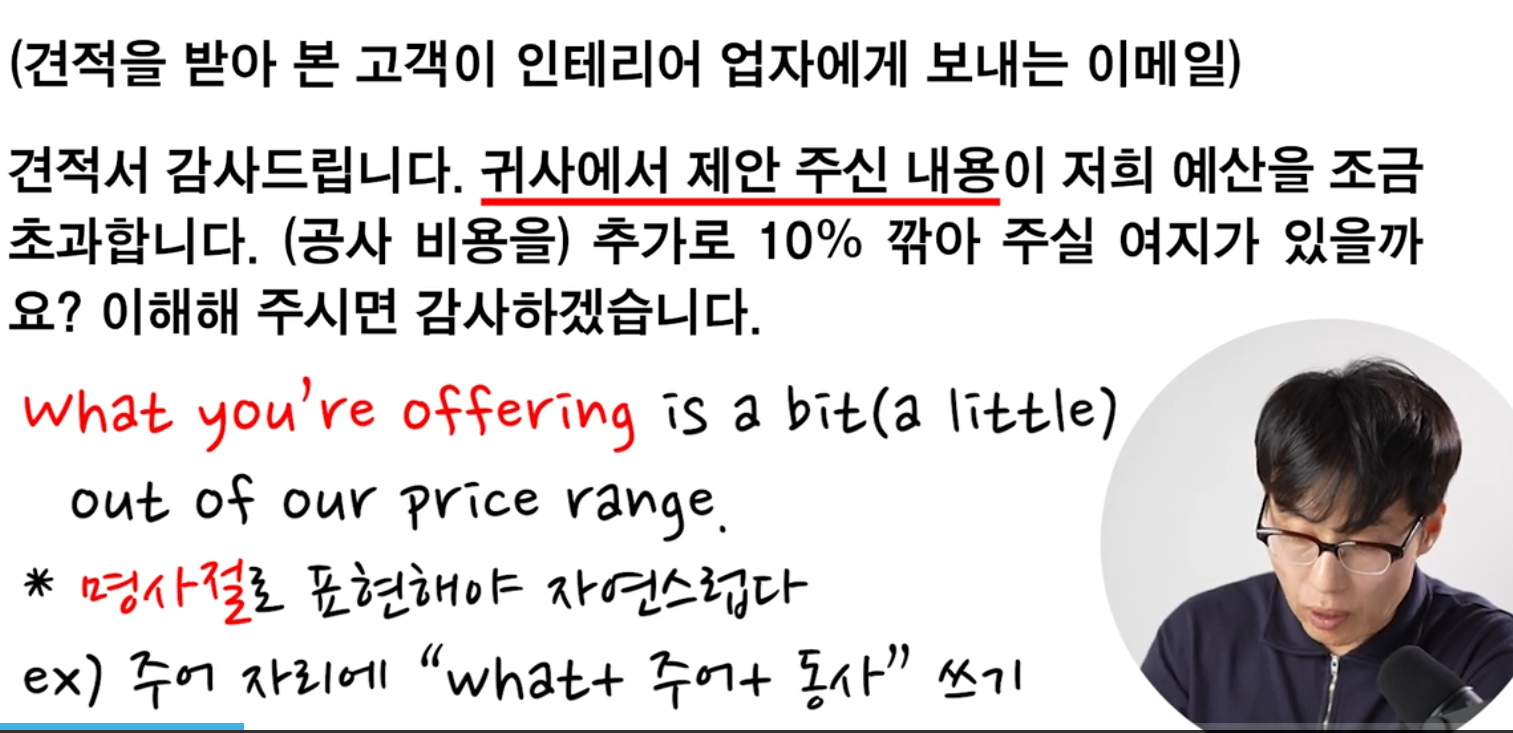 (견적을 받아 본 고객이 인테리어 업자에게 보내는 이메일)
견적서 감사드립니다. 귀사에서 제안 주신 내용이 저희 예산을 조금
초과합니다. (공사 비용을) 추가로 10% 깎아 주실 여지가 있을까
요? 이해해 주시면 감사하겠습니다.
What you're offering is a bit(a little)
out of our price range.
* 명사절로 표현해야 자연스럽다
ex) 주어 자리에 “what+ 주어+ 동사” 쓰기